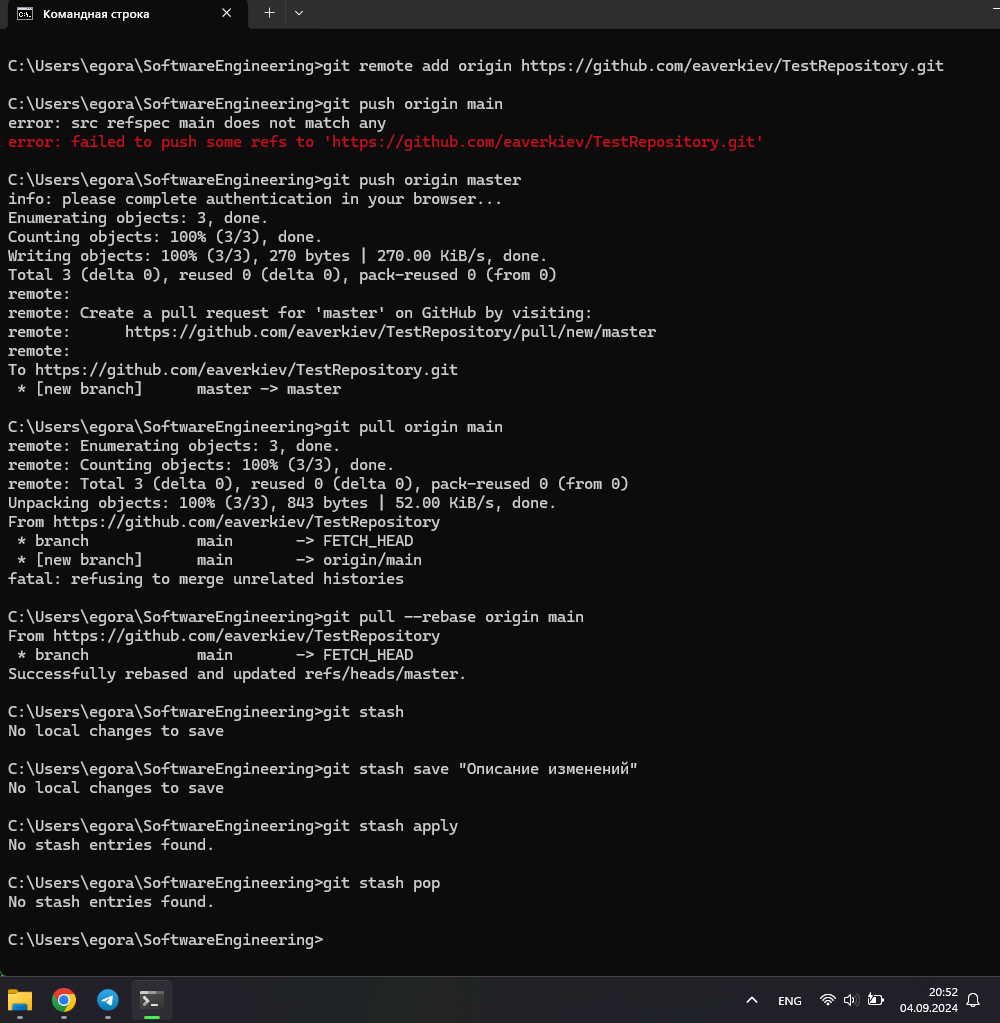 Командная строка
C:\Users\egora\SoftwareEngineering>git remote add origin https://github.com/eaverkiev/TestRepository.git
C:\Users\egora\SoftwareEngineering>git push origin main
error: src refspec main does not match any
error: failed to push some refs to 'https://github.com/eaverkiev/TestRepository.git'
C:\Users\egora\SoftwareEngineering>git push origin master
info: please complete authentication in your browser...
Enumerating objects: 3, done.
Counting objects: 100% (3/3), done.
Writing objects: 100% (3/3), 270 bytes | 270.00 KiB/s, done.
Total 3 (delta 0), reused 0 (delta 0), pack-reused 0 (from 0)
remote:
remote: Create a pull request for 'master' on GitHub by visiting:
remote:      https://github.com/eaverkiev/TestRepository/pull/new/master
remote:
To https://github.com/eaverkiev/TestRepository.git
 * [new branch]      master -> master
C:\Users\egora\SoftwareEngineering>git pull origin main
remote: Enumerating objects: 3, done.
remote: Counting objects: 100% (3/3), done.
remote: Total 3 (delta 0), reused 0 (delta 0), pack-reused 0 (from 0)
Unpacking objects: 100% (3/3), 843 bytes | 52.00 KiB/s, done.
From https://github.com/eaverkiev/TestRepository
 * branch            main       -> FETCH_HEAD
 * [new branch]      main       -> origin/main
fatal: refusing to merge unrelated histories
C:\Users\egora\SoftwareEngineering>git pull --rebase origin main
From https://github.com/eaverkiev/TestRepository
 * branch            main       -> FETCH_HEAD
Successfully rebased and updated refs/heads/master.
C:\Users\egora\SoftwareEngineering>git stash
No local changes to save
C:\Users\egora\SoftwareEngineering>git stash save "Описание изменений"
No local changes to save
C:\Users\egora\SoftwareEngineering>git stash apply
No stash entries found.
C:\Users\egora\SoftwareEngineering>git stash pop
No stash entries found.
C:\Users\egora\SoftwareEngineering>
ENG
20:52
04.09.2024